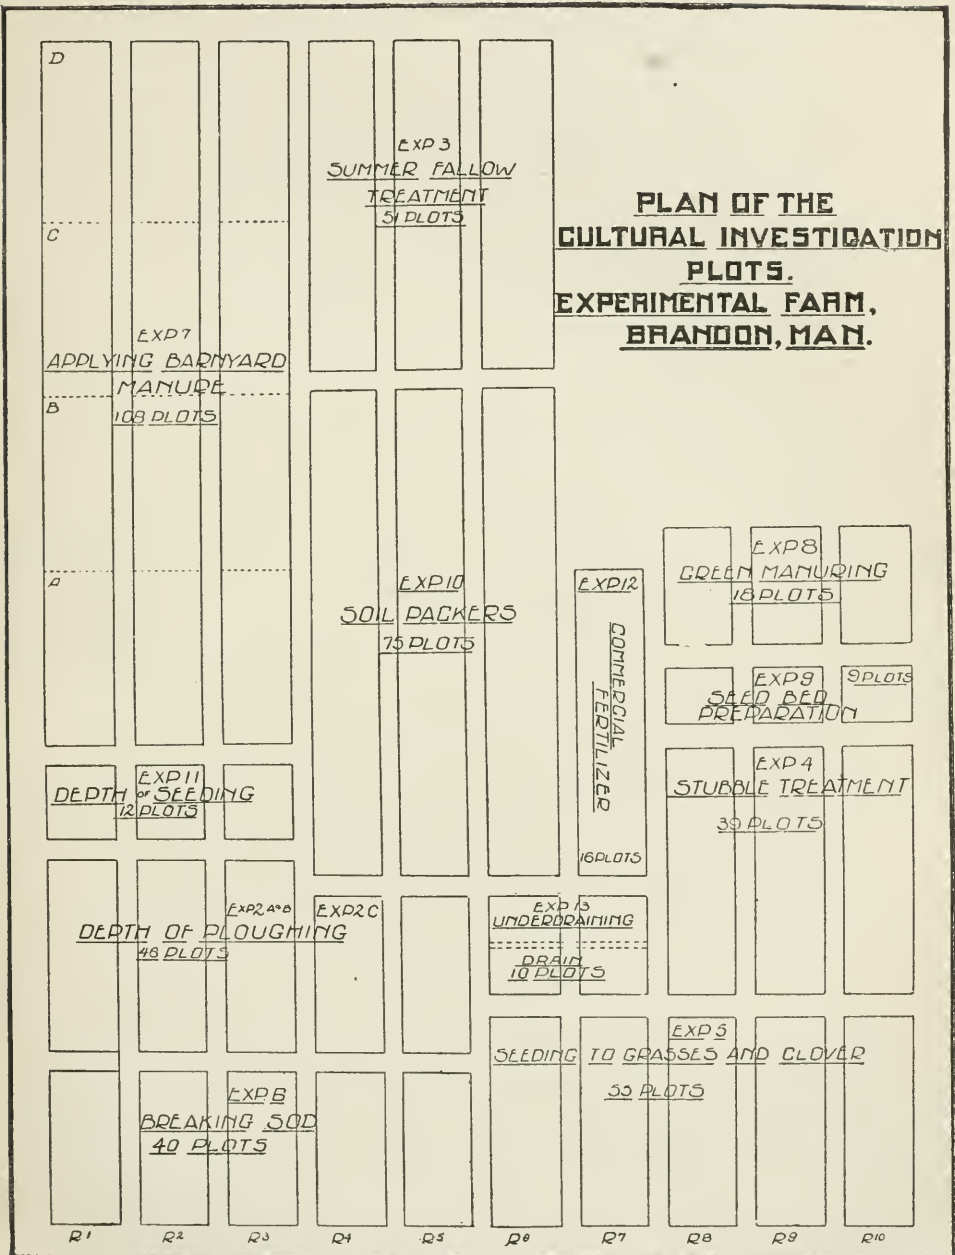 PLAN OF THE
CULTURAL INVESTIGATION
PLOTS.
EXPERIMENTAL FARM,
BRANDON, MAN.
D
C
B
A
EXP 7
APPLYING BARNYARD
MANURE
108 PLOTS
EXP 3
SUMMER FALLOW
TREATMENT
51 PLOTS
EXP 10
SOIL PACKERS
75 PLOTS
EXP 12
COMMERCIAL
FERTILIZER
16 PLOTS
EXP 8
GREEN MANURING
18 PLOTS
EXP 9
SEED BED
PREPARATION
9 PLOTS
EXP 4
STUBBLE TREATMENT
39 PLOTS
EXP 11
DEPTH OF SEEDING
12 PLOTS
EXP 2 A & B
DEPTH OF PLOUGHING
48 PLOTS
EXP 2 C
EXP 13
UNDERDRAINING
DRAIN
10 PLOTS
EXP 5
SEEDING TO GRASSES AND CLOVER
55 PLOTS
EXP 6
BREAKING SOD
40 PLOTS
R1 R2 R3 R4 R5 R6 R7 R8 R9 R10